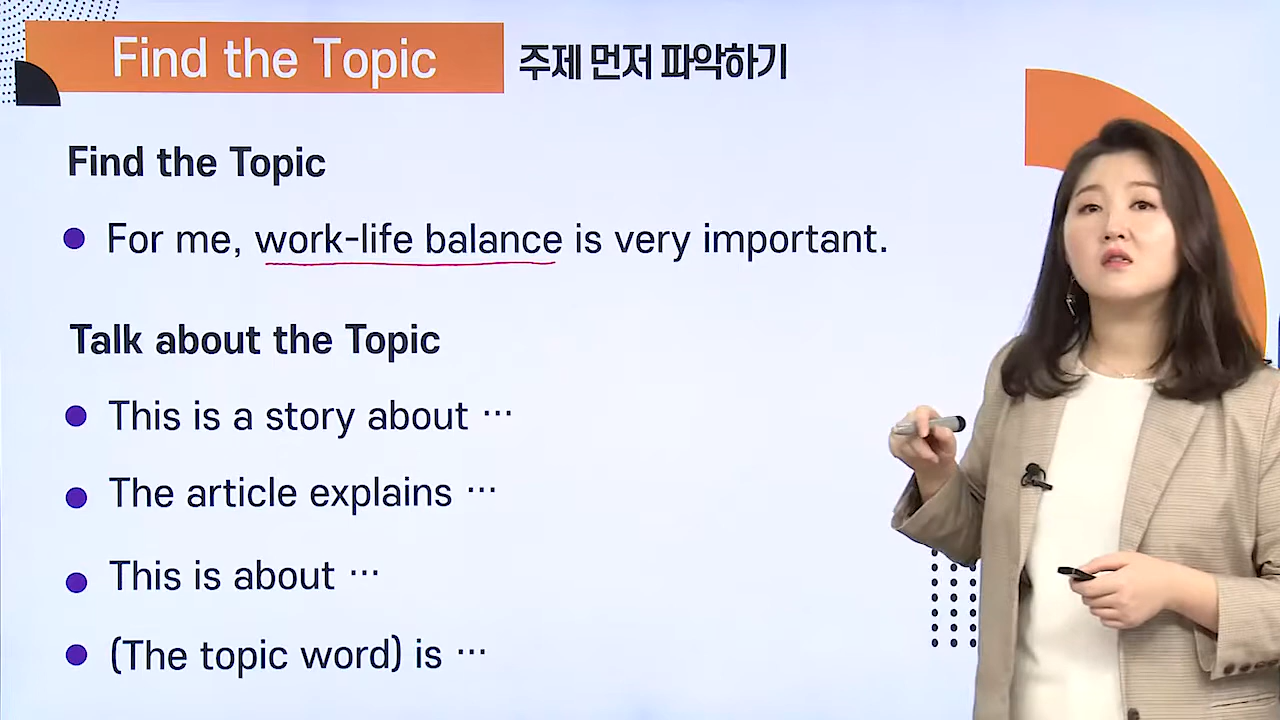 Find the Topic 주제 먼저 파악하기
Find the Topic
For me, work-life balance is very important.
Talk about the Topic
This is a story about ···
The article explains ···
This is about ···
(The topic word) is ···